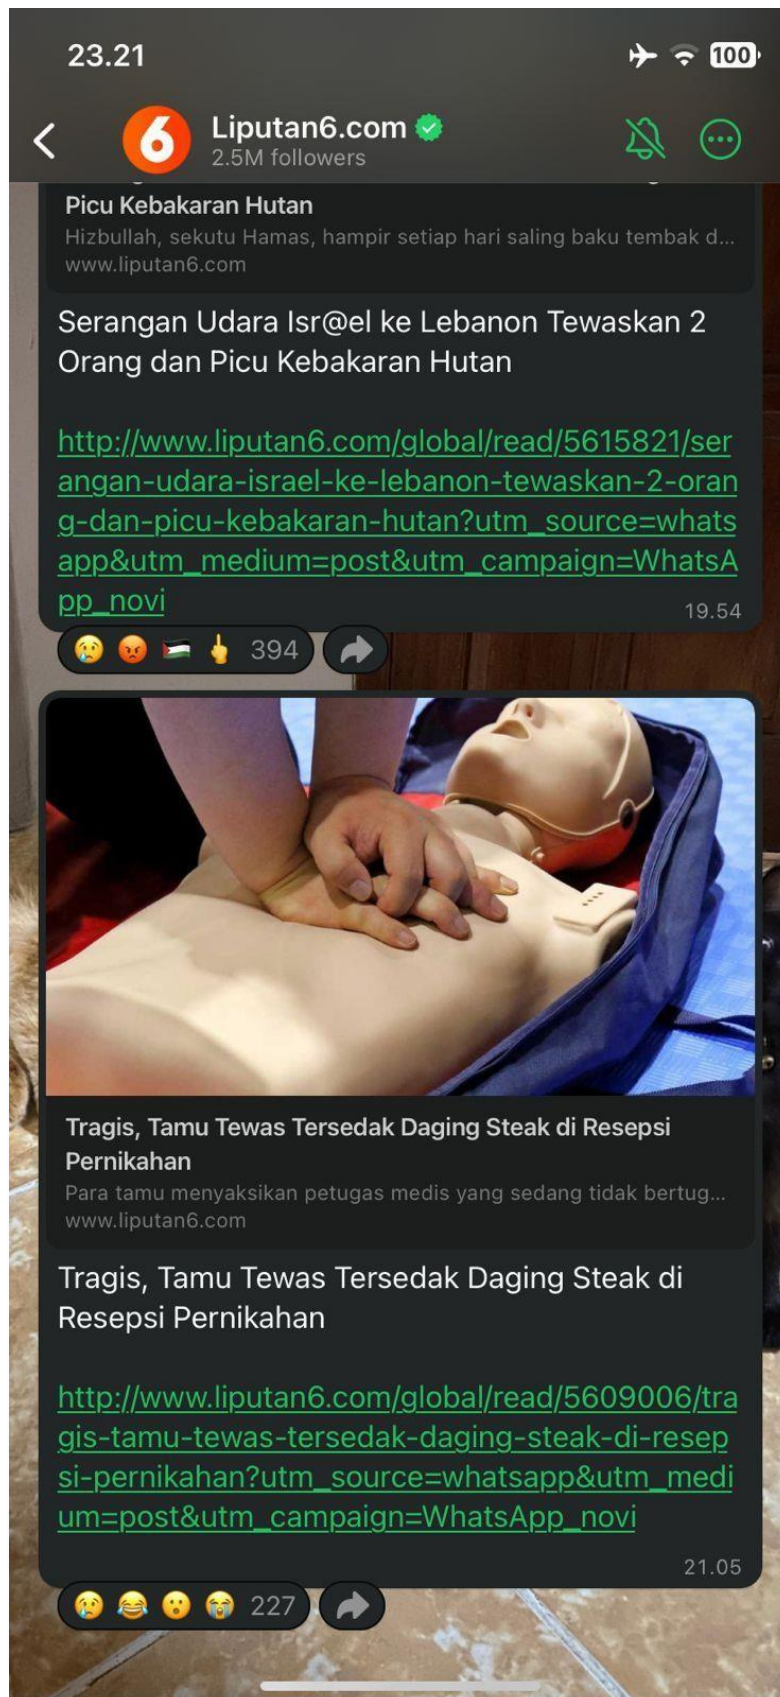 23.21
100
6
Liputan6.com
2.5M followers
Picu Kebakaran Hutan
Hizbullah, sekutu Hamas, hampir setiap hari saling baku tembak d...
www.liputan6.com
Serangan Udara Isr@el ke Lebanon Tewaskan 2
Orang dan Picu Kebakaran Hutan
http://www.liputan6.com/global/read/5615821/ser
angan-udara-israel-ke-lebanon-tewaskan-2-oran
g-dan-picu-kebakaran-hutan?utm_source=whats
app&utm_medium=post&utm_campaign=WhatsA
pp_novi
19.54
394
Tragis, Tamu Tewas Tersedak Daging Steak di Resepsi
Pernikahan
Para tamu menyaksikan petugas medis yang sedang tidak bertug...
www.liputan6.com
Tragis, Tamu Tewas Tersedak Daging Steak di
Resepsi Pernikahan
http://www.liputan6.com/global/read/5609006/tra
gis-tamu-tewas-tersedak-daging-steak-di-resep
si-pernikahan?utm_source=whatsapp&utm_medi
um=post&utm_campaign=WhatsApp_novi
21.05
227